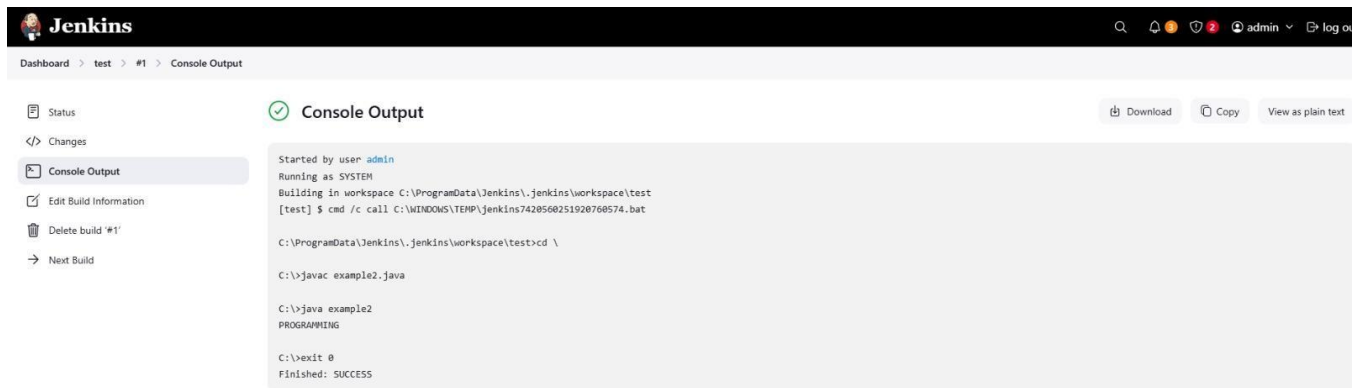 Jenkins
3 2 admin log ou
Dashboard > test > #1 > Console Output
Status
Changes
Console Output
Edit Build Information
Delete build '#1'
Next Build
Console Output
Download Copy View as plain text
Started by user admin
Running as SYSTEM
Building in workspace C:\ProgramData\Jenkins\.jenkins\workspace\test
[test] $ cmd /c call C:\WINDOWS\TEMP\jenkins7420560251920760574.bat
C:\ProgramData\Jenkins\.jenkins\workspace\test>cd \
C:\>javac example2.java
C:\>java example2
PROGRAMMING
C:\>exit 0
Finished: SUCCESS